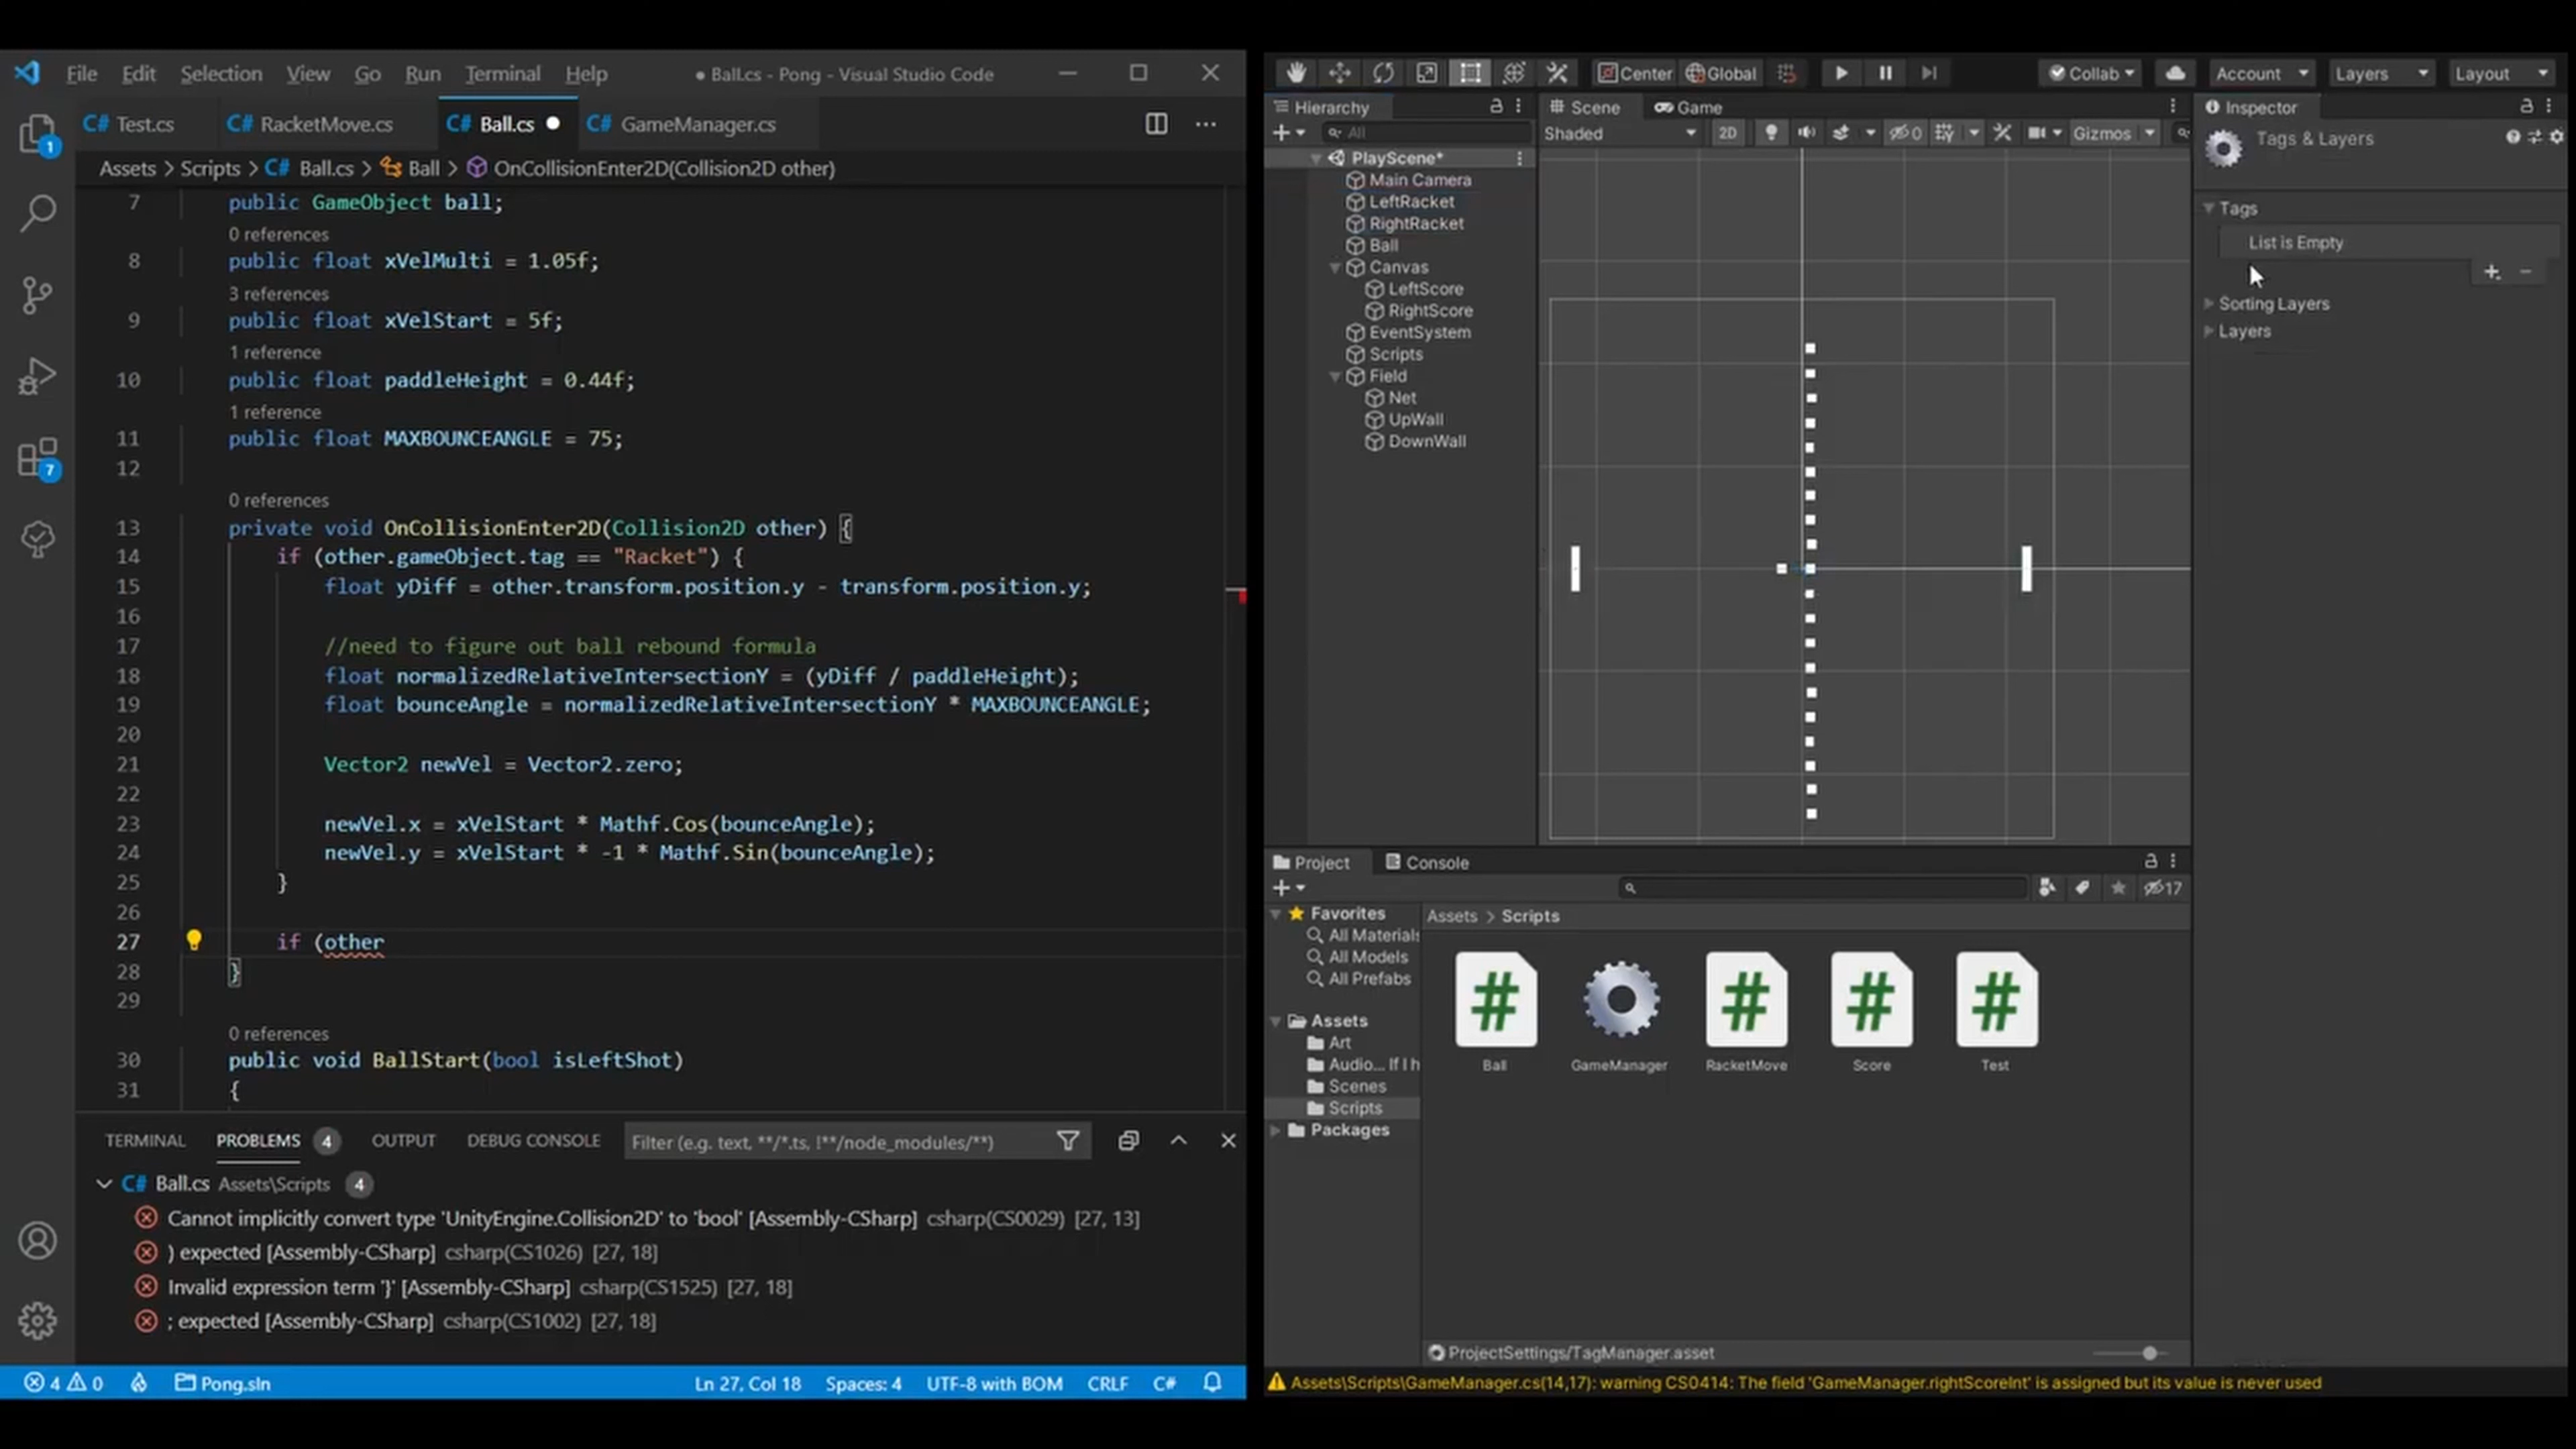 File Edit Selection View Go Run Terminal Help ● Ball.cs - Pong - Visual Studio Code
C# Test.cs C# RacketMove.cs C# Ball.cs ● C# GameManager.cs
Assets > Scripts > C# Ball.cs > Ball > OnCollisionEnter2D(Collision2D other)
7 public GameObject ball;
0 references
8 public float xVelMulti = 1.05f;
3 references
9 public float xVelStart = 5f;
1 reference
10 public float paddleHeight = 0.44f;
1 reference
11 public float MAXBOUNCEANGLE = 75;
12
0 references
13 private void OnCollisionEnter2D(Collision2D other) {
14 if (other.gameObject.tag == "Racket") {
15 float yDiff = other.transform.position.y - transform.position.y;
16
17 //need to figure out ball rebound formula
18 float normalizedRelativeIntersectionY = (yDiff / paddleHeight);
19 float bounceAngle = normalizedRelativeIntersectionY * MAXBOUNCEANGLE;
20
21 Vector2 newVel = Vector2.zero;
22
23 newVel.x = xVelStart * Mathf.Cos(bounceAngle);
24 newVel.y = xVelStart * -1 * Mathf.Sin(bounceAngle);
25 }
26
27 if (other
28 }
29
0 references
30 public void BallStart(bool isLeftShot)
31 {
1
7
TERMINAL PROBLEMS 4 OUTPUT DEBUG CONSOLE Filter (e.g. text, **/*.ts, !**/node_modules/**)
C# Ball.cs Assets\Scripts 4
Cannot implicitly convert type 'UnityEngine.Collision2D' to 'bool' [Assembly-CSharp] csharp(CS0029) [27, 13]
) expected [Assembly-CSharp] csharp(CS1026) [27, 18]
Invalid expression term '}' [Assembly-CSharp] csharp(CS1525) [27, 18]
; expected [Assembly-CSharp] csharp(CS1002) [27, 18]
4 0 Pong.sln Ln 27, Col 18 Spaces: 4 UTF-8 with BOM CRLF C#
Center Global Collab Account Layers Layout
Hierarchy
All
PlayScene*
Main Camera
LeftRacket
RightRacket
Ball
Canvas
LeftScore
RightScore
EventSystem
Scripts
Field
Net
UpWall
DownWall
Scene Game
Shaded 2D 0 Gizmos
Inspector
Tags & Layers
Tags
List is Empty
+ −
Sorting Layers
Layers
Project Console
17
Favorites
All Materials
All Models
All Prefabs
Assets
Art
Audio... If I h
Scenes
Scripts
Packages
Assets > Scripts
Ball GameManager RacketMove Score Test
ProjectSettings/TagManager.asset
Assets\Scripts\GameManager.cs(14,17): warning CS0414: The field 'GameManager.rightScoreInt' is assigned but its value is never used